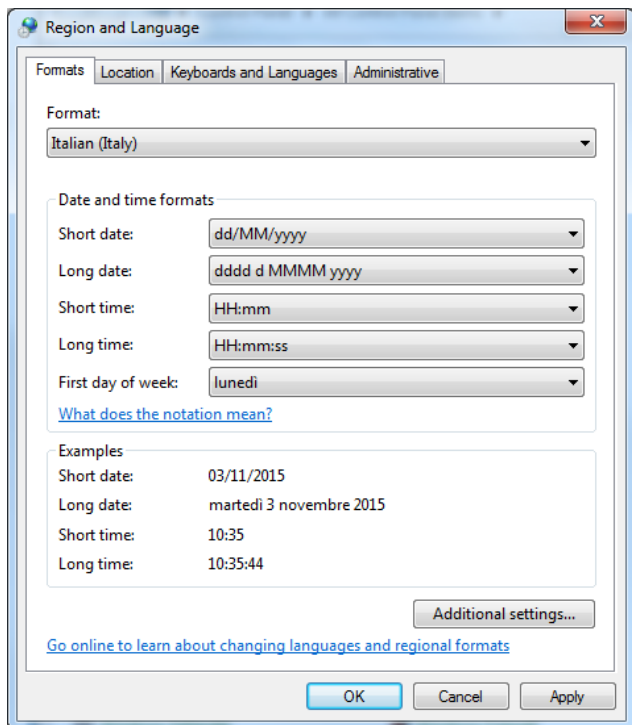 Region and Language
Formats Location Keyboards and Languages Administrative
Format:
Italian (Italy)
Date and time formats
Short date: dd/MM/yyyy
Long date: dddd d MMMM yyyy
Short time: HH:mm
Long time: HH:mm:ss
First day of week: lunedì
What does the notation mean?
Examples
Short date: 03/11/2015
Long date: martedì 3 novembre 2015
Short time: 10:35
Long time: 10:35:44
Additional settings...
Go online to learn about changing languages and regional formats
OK Cancel Apply